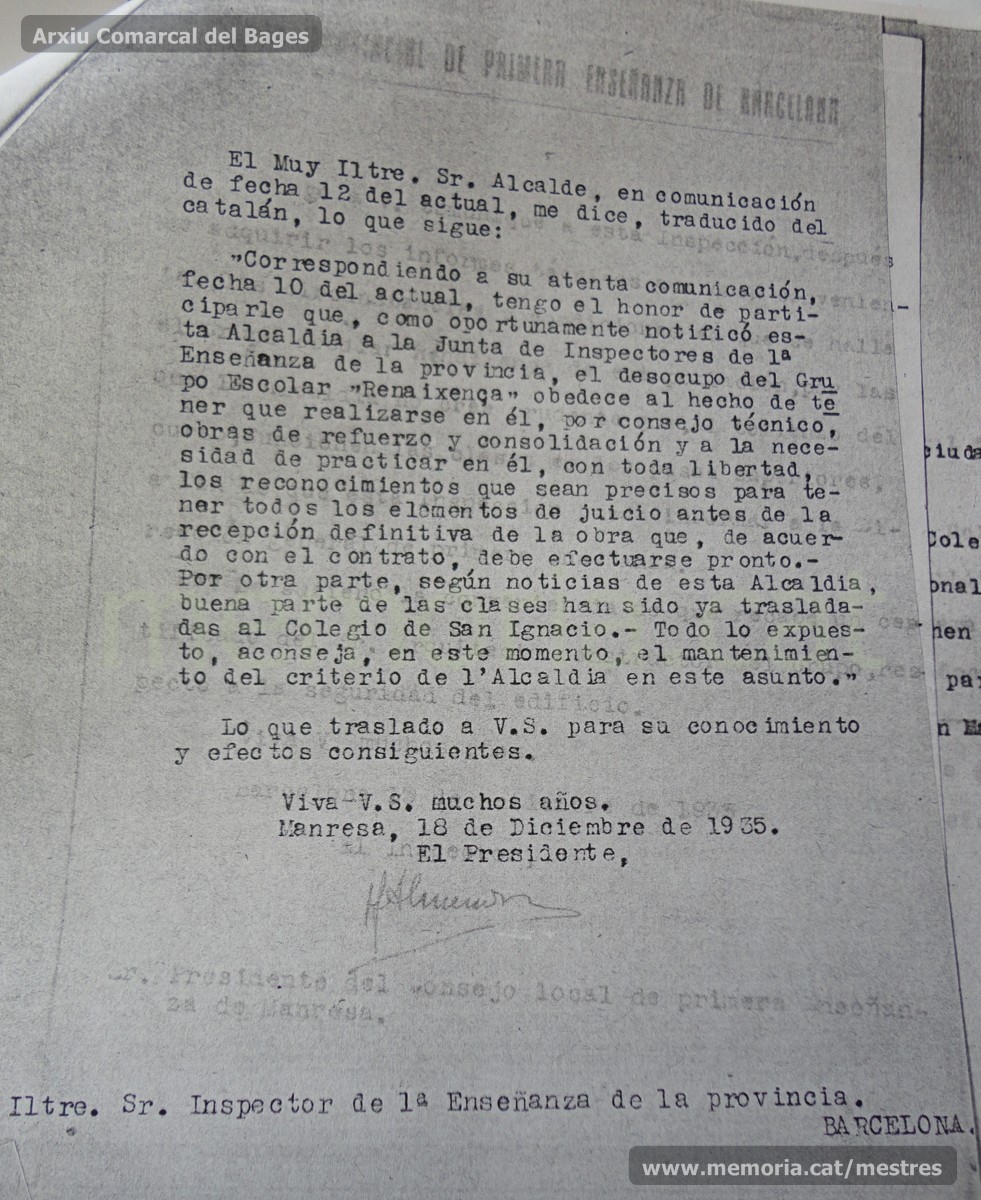 Arxiu Comarcal del Bages
DE PRIMERA ENSEÑANZA DE BARCELONA
El Muy Iltre. Sr. Alcalde, en comunicación
de fecha 12 del actual, me dice, traducido del
catalán, lo que sigue:
"Correspondiendo a su atenta comunicación,
fecha 10 del actual, tengo el honor de parti-
ciparle que, como oportunamente notificó es-
ta Alcaldia a la Junta de Inspectores de 1ª
Enseñanza de la provincia, el desocupo del Gru
po Escolar "Renaixença" obedece al hecho de te
ner que realizarse en él, por consejo técnico,
obras de refuerzo y consolidación y a la nece-
sidad de practicar en él, con toda libertad,
los reconocimientos que sean precisos para te-
ner todos los elementos de juicio antes de la
recepción definitiva de la obra que, de acuer-
do con el contrato, debe efectuarse pronto.-
Por otra parte, según noticias de esta Alcaldia,
buena parte de las clases han sido ya traslada-
das al Colegio de San Ignacio.- Todo lo expues-
to, aconseja, en este momento, el mantenimien-
to del criterio de l'Alcaldia en este asunto."
Lo que traslado a V.S. para su conocimiento
y efectos consiguientes.
Viva V.S. muchos años.
Manresa, 18 de Diciembre de 1935.
El Presidente,
Sr. Presidente del Consejo local de primera enseñan-
za de Manresa.
Iltre. Sr. Inspector de 1ª Enseñanza de la provincia.
BARCELONA.
www.memoria.cat/mestres